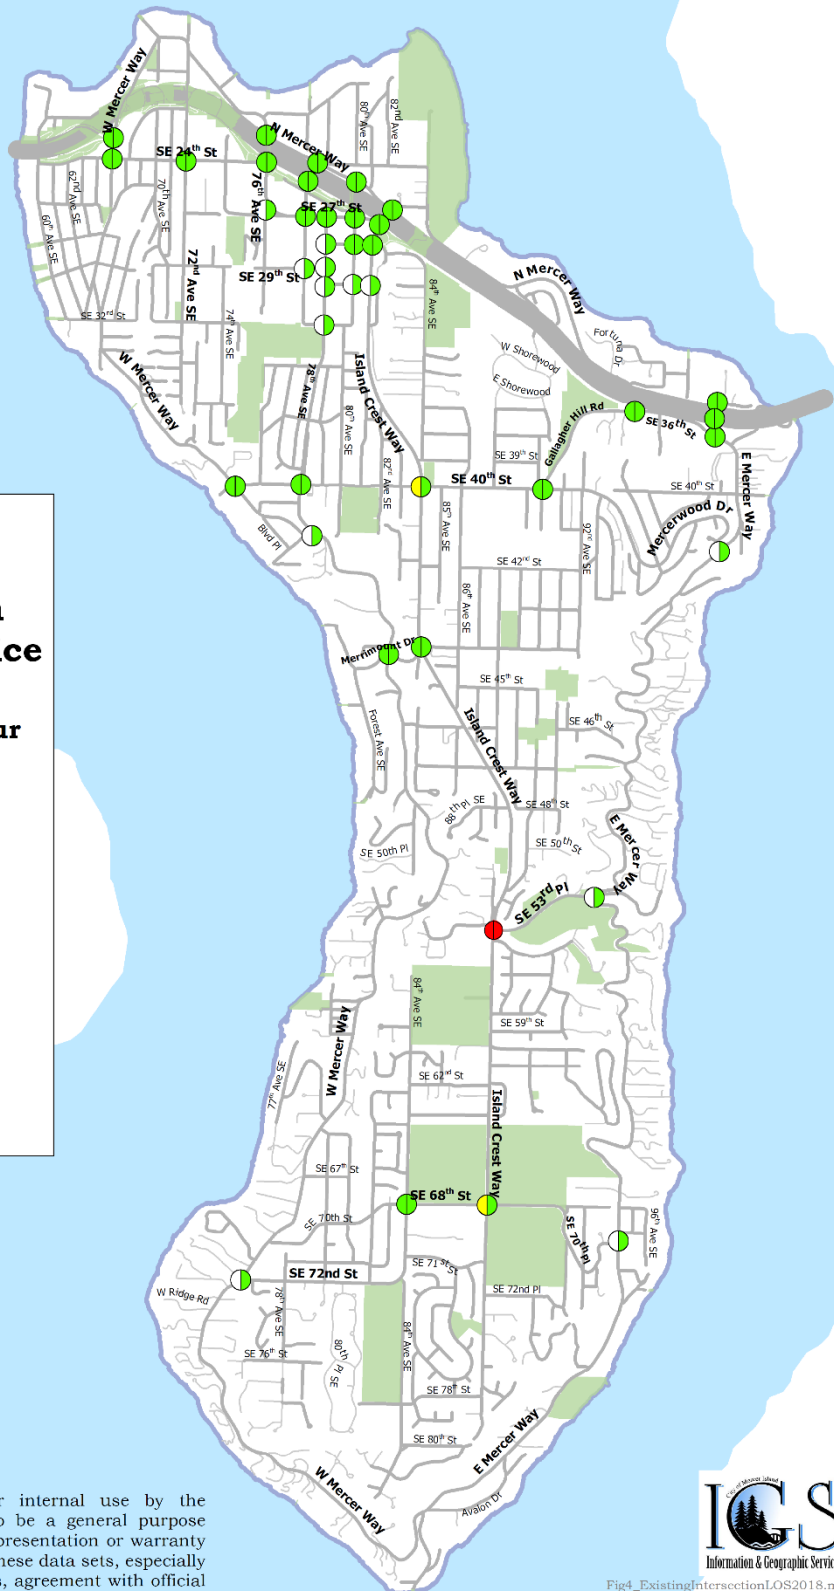 W Mercer Way
N Mercer Way
80th Ave SE
82nd Ave SE
SE 24th St
62nd Ave SE
70th Ave SE
76th Ave SE
60th Ave SE
SE 27th St
72nd Ave SE
SE 29th St
84th Ave SE
N Mercer Way
SE 32nd St
74th Ave SE
Fortuna Dr
W Shorewood
W Mercer Way
Island Crest Way
78th Ave SE
E Shorewood
80th Ave SE
Gallagher Hill Rd
SE 36th St
SE 39th St
82nd Ave SE
SE 40th St
SE 40th St
E Mercer Way
85th Ave SE
Mercerwood Dr
Blvd Pl
92nd Ave SE
SE 42nd St
86th Ave SE
ce
ur
Merrimount Dr
SE 45th St
Forest Ave SE
Island Crest Way
SE 46th St
88th Pl SE
SE 48th St
E Mercer Way
SE 50th Pl
SE 50th St
SE 53rd Pl
84th Ave SE
W Mercer Way
SE 59th St
77th Ave SE
SE 62nd St
Island Crest Way
SE 67th St
SE 68th St
SE 70th St
SE 70th Pl
96th Ave SE
SE 71st St
SE 72nd St
W Ridge Rd
78th Ave SE
SE 72nd Pl
84th Ave SE
SE 76th St
80th Pl SE
SE 78th St
SE 80th St
E Mercer Way
W Mercer Way
Avalon Dr
r internal use by the
o be a general purpose
presentation or warranty
hese data sets, especially
s, agreement with official
City of Mercer Island
IGS
Information & Geographic Servic
Fig4_ExistingIntersectionLOS2018.m